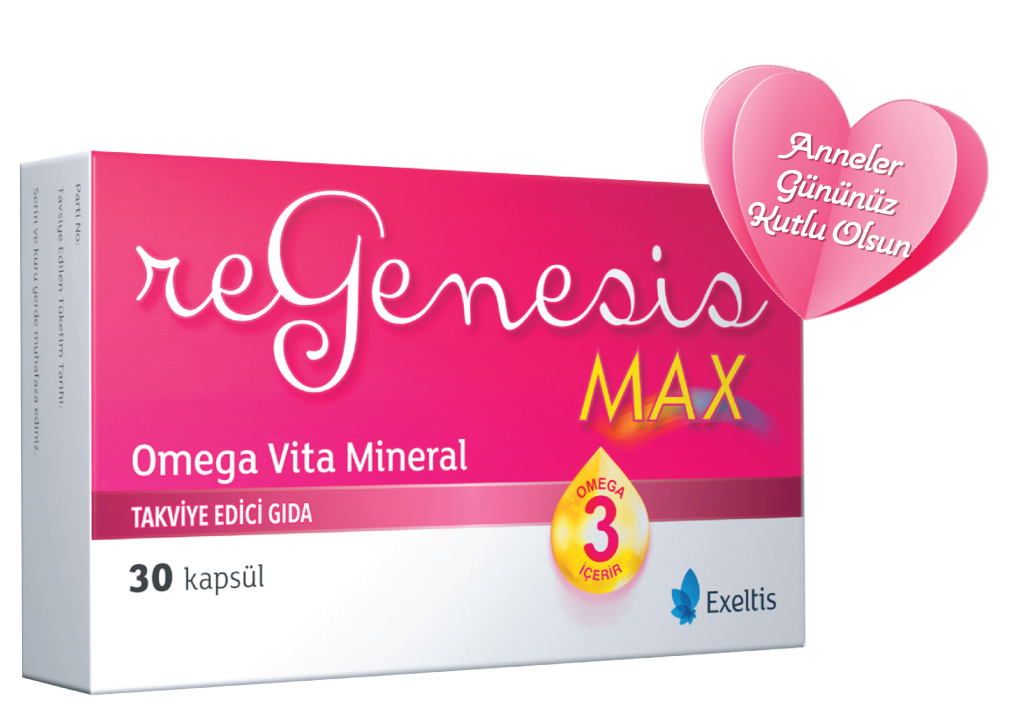 Parti No:
Tavsiye Edilen Tüketim Tarihi:
Serin ve kuru yerde muhafaza ediniz.
reGenesis
MAX
Omega Vita Mineral
TAKVİYE EDİCİ GIDA
OMEGA
3
İÇERİR
30 kapsül
Exeltis
Anneler
Gününüz
Kutlu Olsun